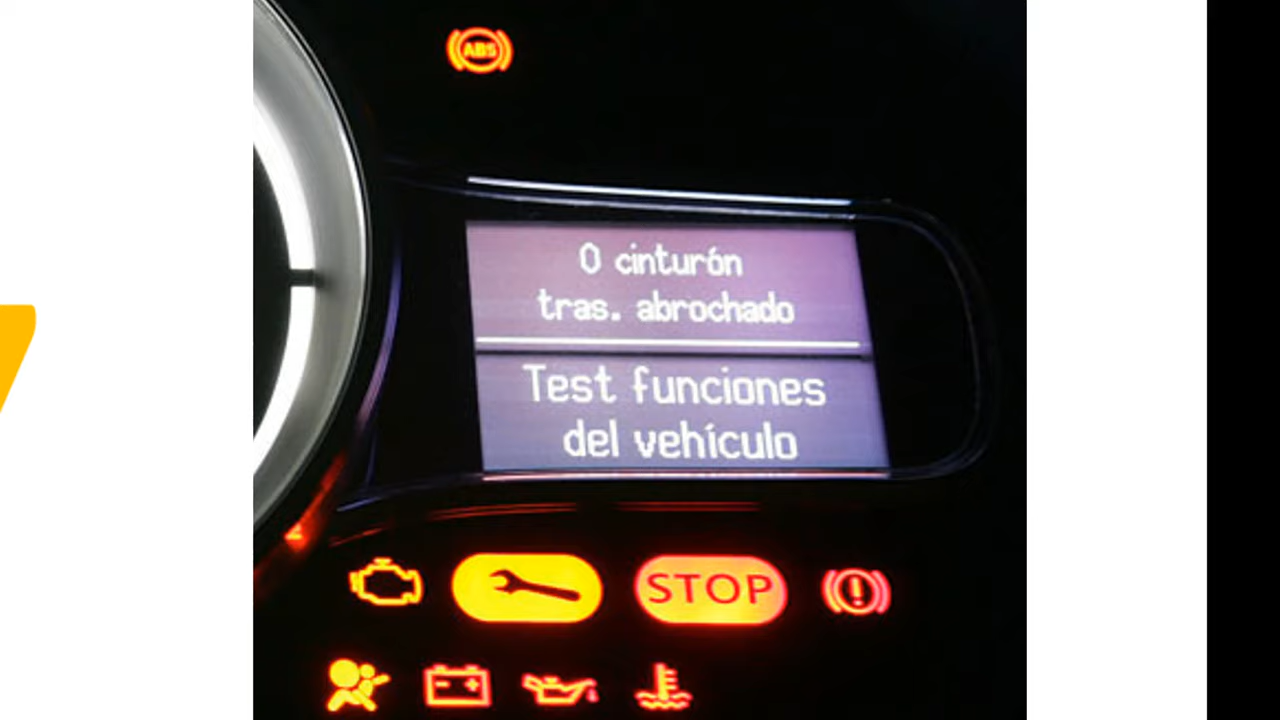 ABS
0 cinturón
tras. abrochado
Test funciones
del vehículo
STOP